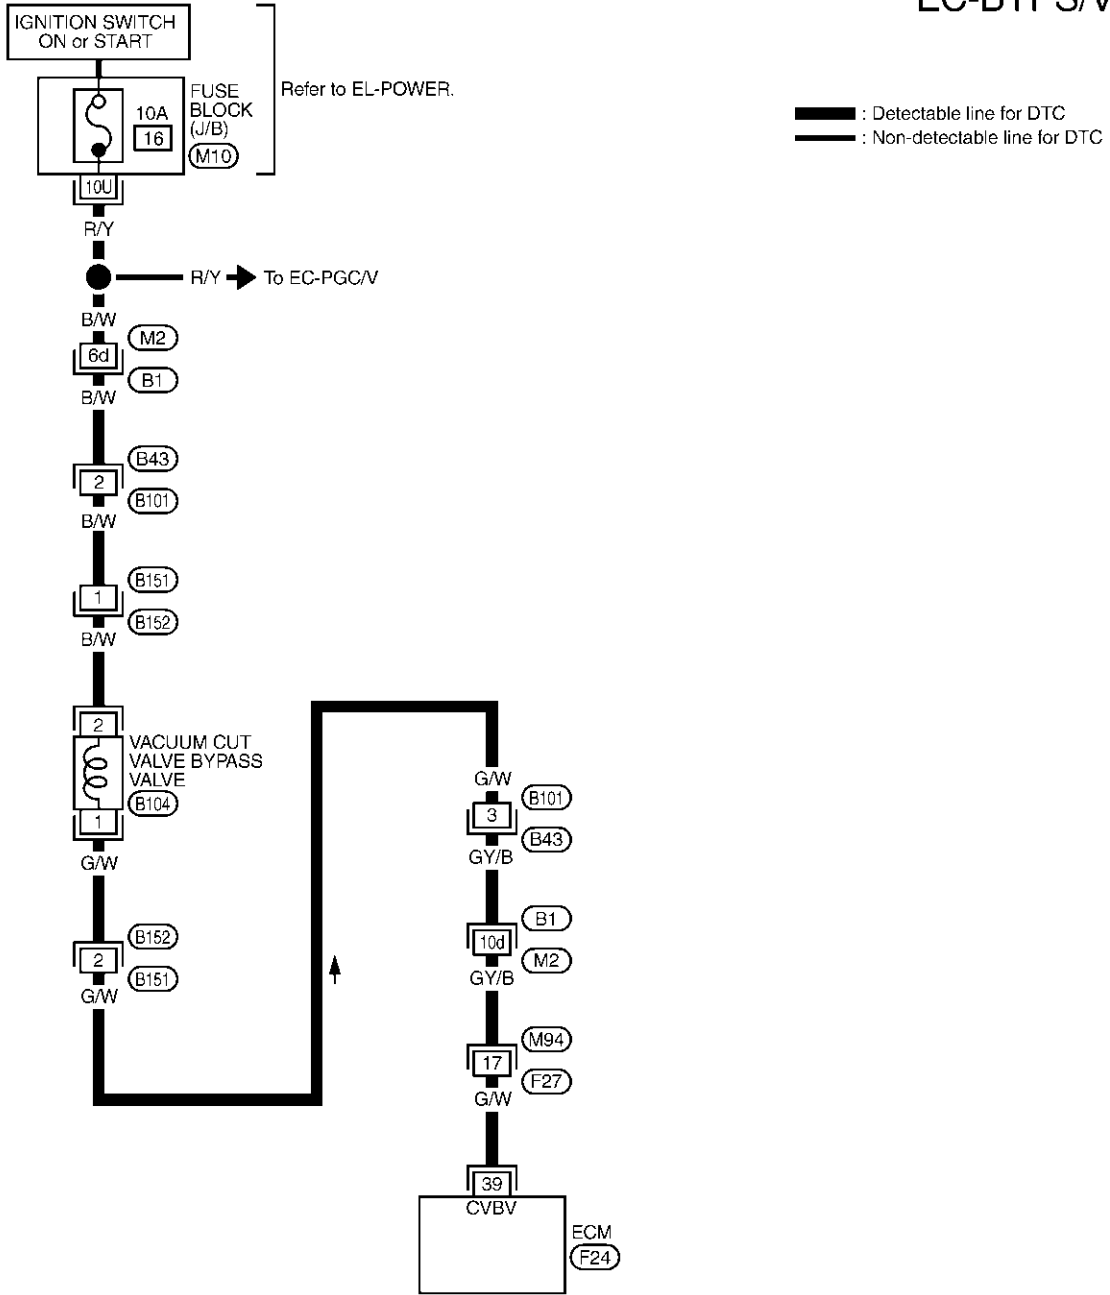 IGNITION SWITCH
ON or START
FUSE
BLOCK
(J/B)
M10
10A
16
Refer to EL-POWER.
: Detectable line for DTC
: Non-detectable line for DTC
10U
R/Y
R/Y
To EC-PGC/V
B/W
M2
6d
B1
B/W
B43
2
B101
B/W
B151
1
B152
B/W
2
VACUUM CUT
VALVE BYPASS
VALVE
B104
1
G/W
B152
2
B151
G/W
G/W
B101
3
B43
GY/B
B1
10d
M2
GY/B
M94
17
F27
G/W
39
CVBV
ECM
F24